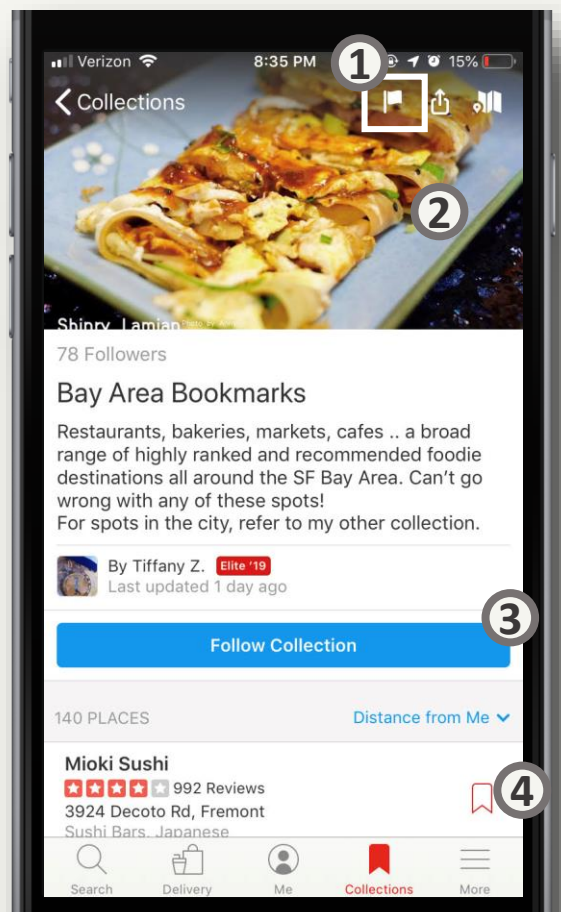 Verizon 8:35 PM 15%
1
Collections
2
Shinry Lamian
78 Followers
Bay Area Bookmarks
Restaurants, bakeries, markets, cafes .. a broad
range of highly ranked and recommended foodie
destinations all around the SF Bay Area. Can't go
wrong with any of these spots!
For spots in the city, refer to my other collection.
By Tiffany Z. Elite '19
Last updated 1 day ago
3
Follow Collection
140 PLACES Distance from Me
Mioki Sushi
992 Reviews
4
3924 Decoto Rd, Fremont
Sushi Bars, Japanese
Search Delivery Me Collections More